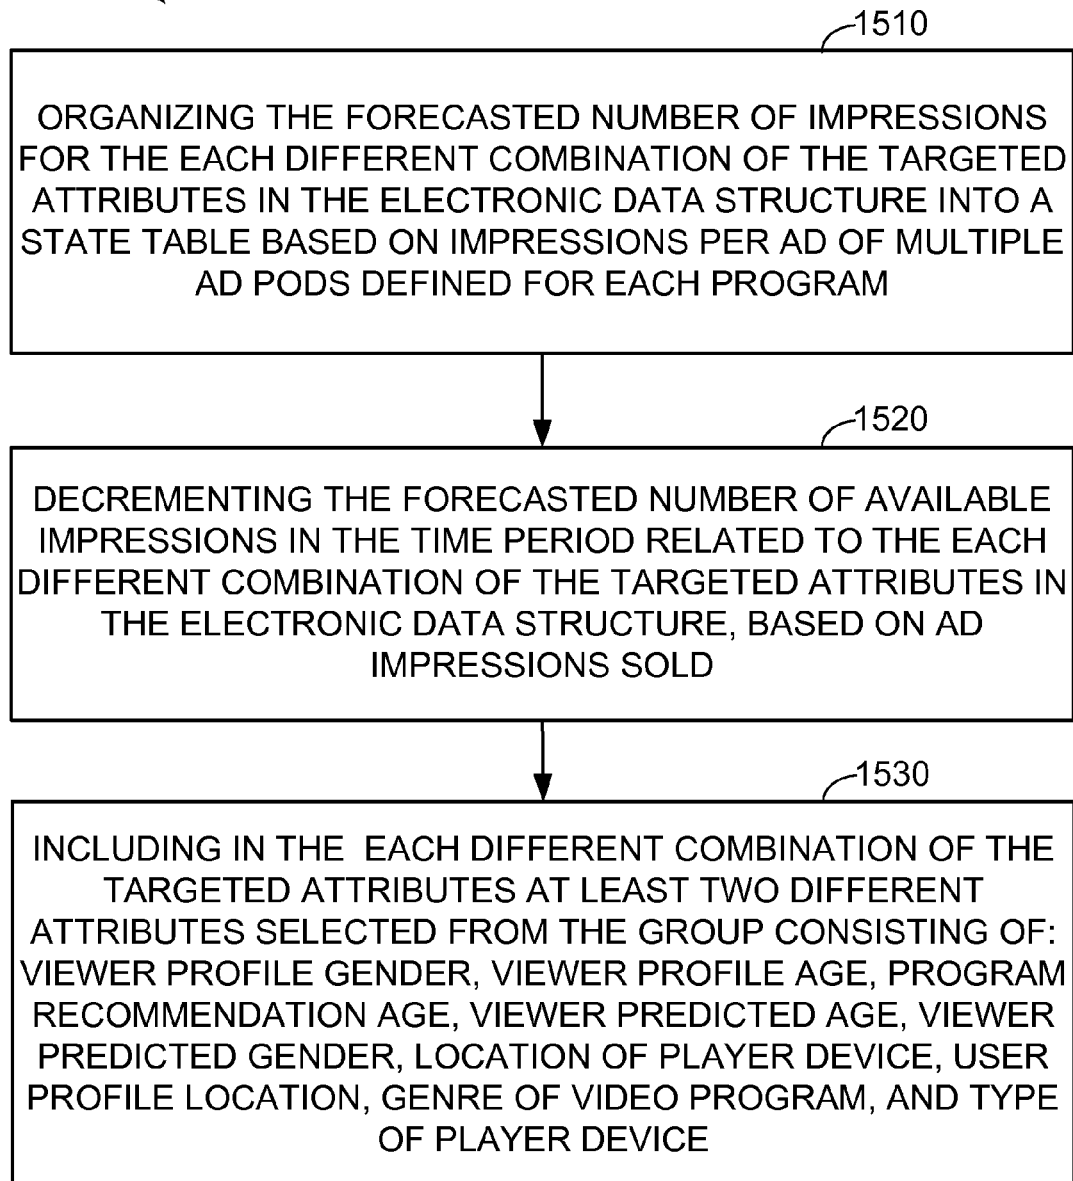 1510
ORGANIZING THE FORECASTED NUMBER OF IMPRESSIONS
FOR THE EACH DIFFERENT COMBINATION OF THE TARGETED
ATTRIBUTES IN THE ELECTRONIC DATA STRUCTURE INTO A
STATE TABLE BASED ON IMPRESSIONS PER AD OF MULTIPLE
AD PODS DEFINED FOR EACH PROGRAM
1520
DECREMENTING THE FORECASTED NUMBER OF AVAILABLE
IMPRESSIONS IN THE TIME PERIOD RELATED TO THE EACH
DIFFERENT COMBINATION OF THE TARGETED ATTRIBUTES IN
THE ELECTRONIC DATA STRUCTURE, BASED ON AD
IMPRESSIONS SOLD
1530
INCLUDING IN THE EACH DIFFERENT COMBINATION OF THE
TARGETED ATTRIBUTES AT LEAST TWO DIFFERENT
ATTRIBUTES SELECTED FROM THE GROUP CONSISTING OF:
VIEWER PROFILE GENDER, VIEWER PROFILE AGE, PROGRAM
RECOMMENDATION AGE, VIEWER PREDICTED AGE, VIEWER
PREDICTED GENDER, LOCATION OF PLAYER DEVICE, USER
PROFILE LOCATION, GENRE OF VIDEO PROGRAM, AND TYPE
OF PLAYER DEVICE